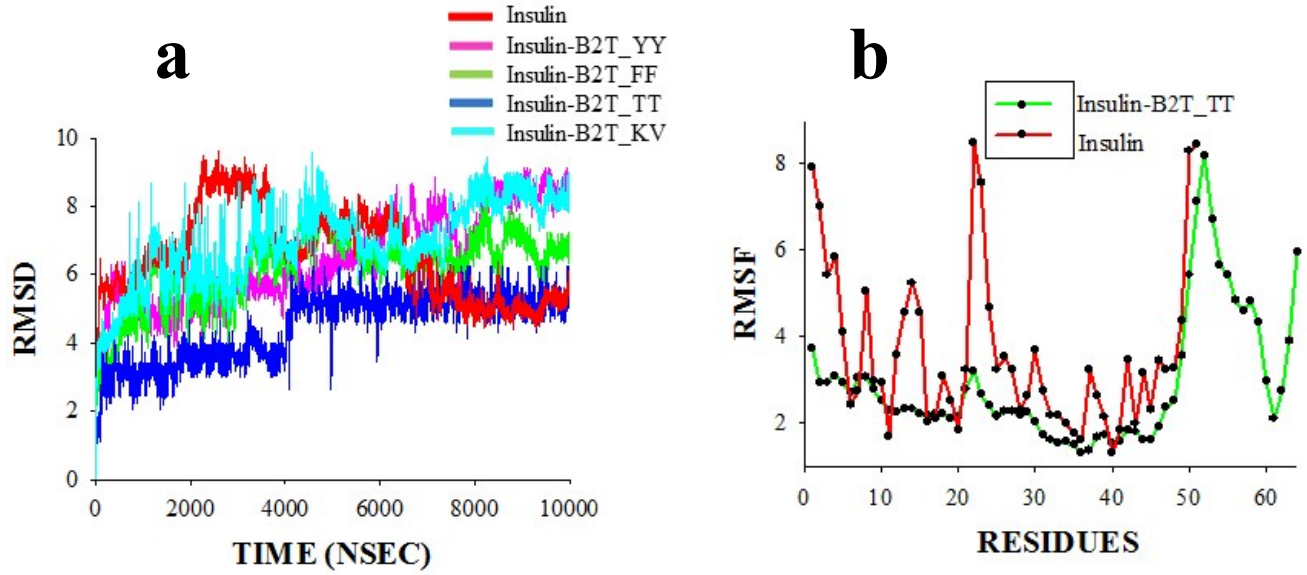 a
Insulin
Insulin-B2T_YY
Insulin-B2T_FF
Insulin-B2T_TT
Insulin-B2T_KV
RMSD
10
8
6
4
2
0
0 2000 4000 6000 8000 10000
TIME (NSEC)
b
Insulin-B2T_TT
Insulin
RMSF
8
6
4
2
0 10 20 30 40 50 60
RESIDUES